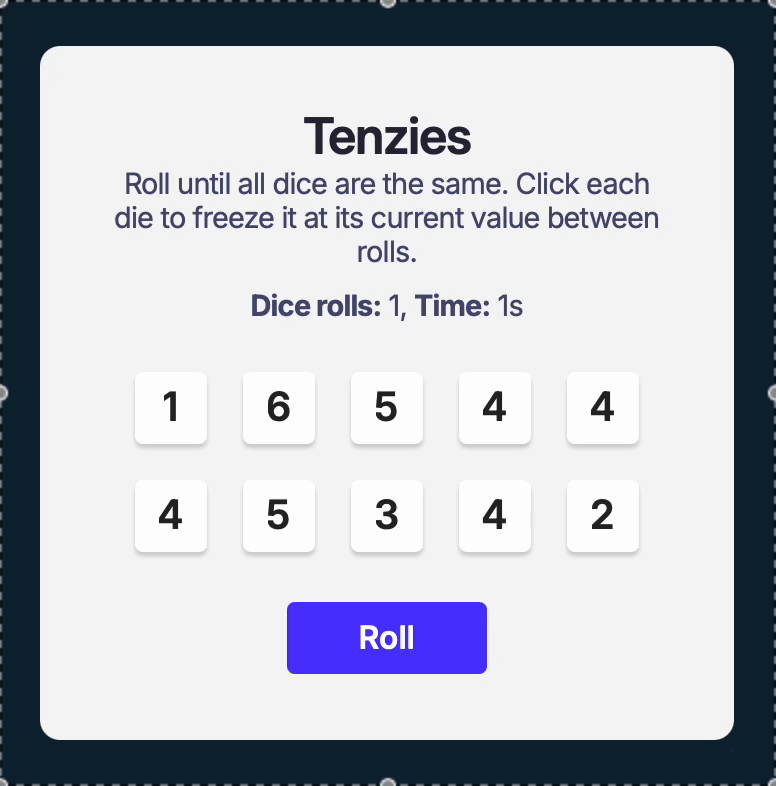 Tenzies
Roll until all dice are the same. Click each
die to freeze it at its current value between
rolls.
Dice rolls: 1, Time: 1s
1 6 5 4 4
4 5 3 4 2
Roll